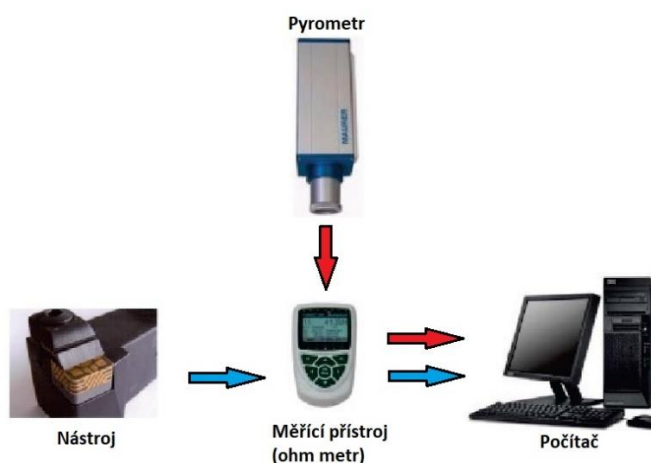 Pyrometr
MAURER
Nástroj
Měřící přístroj
(ohm metr)
Počítač